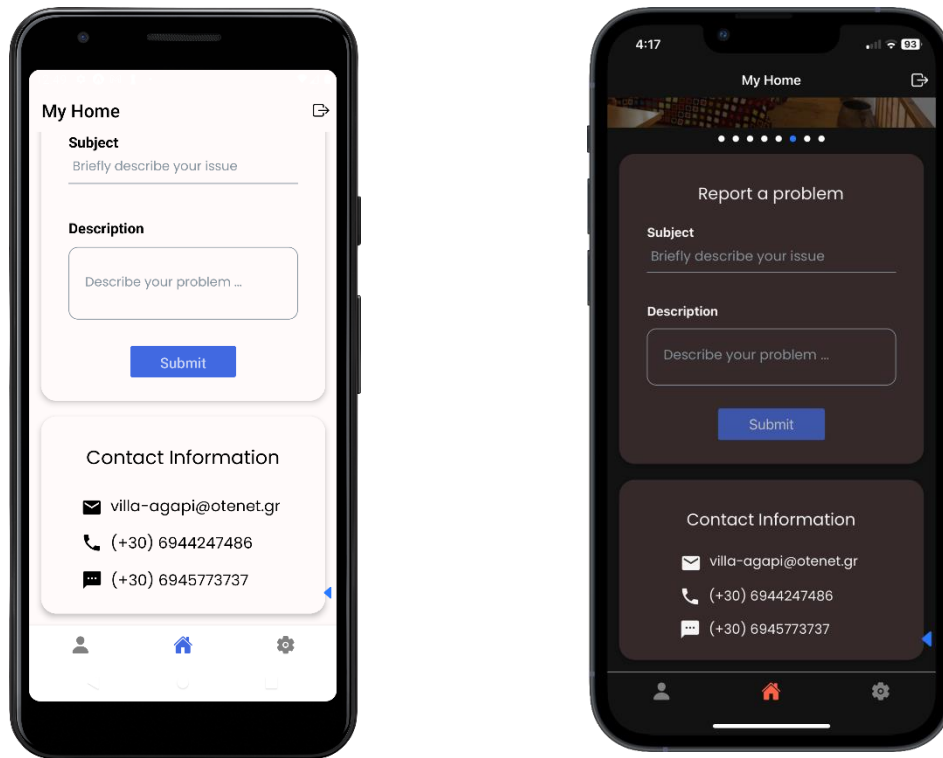 My Home
Subject
Briefly describe your issue
Description
Describe your problem ...
Submit
Contact Information
villa-agapi@otenet.gr
(+30) 6944247486
(+30) 6945773737
4:17
93
My Home
Report a problem
Subject
Briefly describe your issue
Description
Describe your problem ...
Submit
Contact Information
villa-agapi@otenet.gr
(+30) 6944247486
(+30) 6945773737